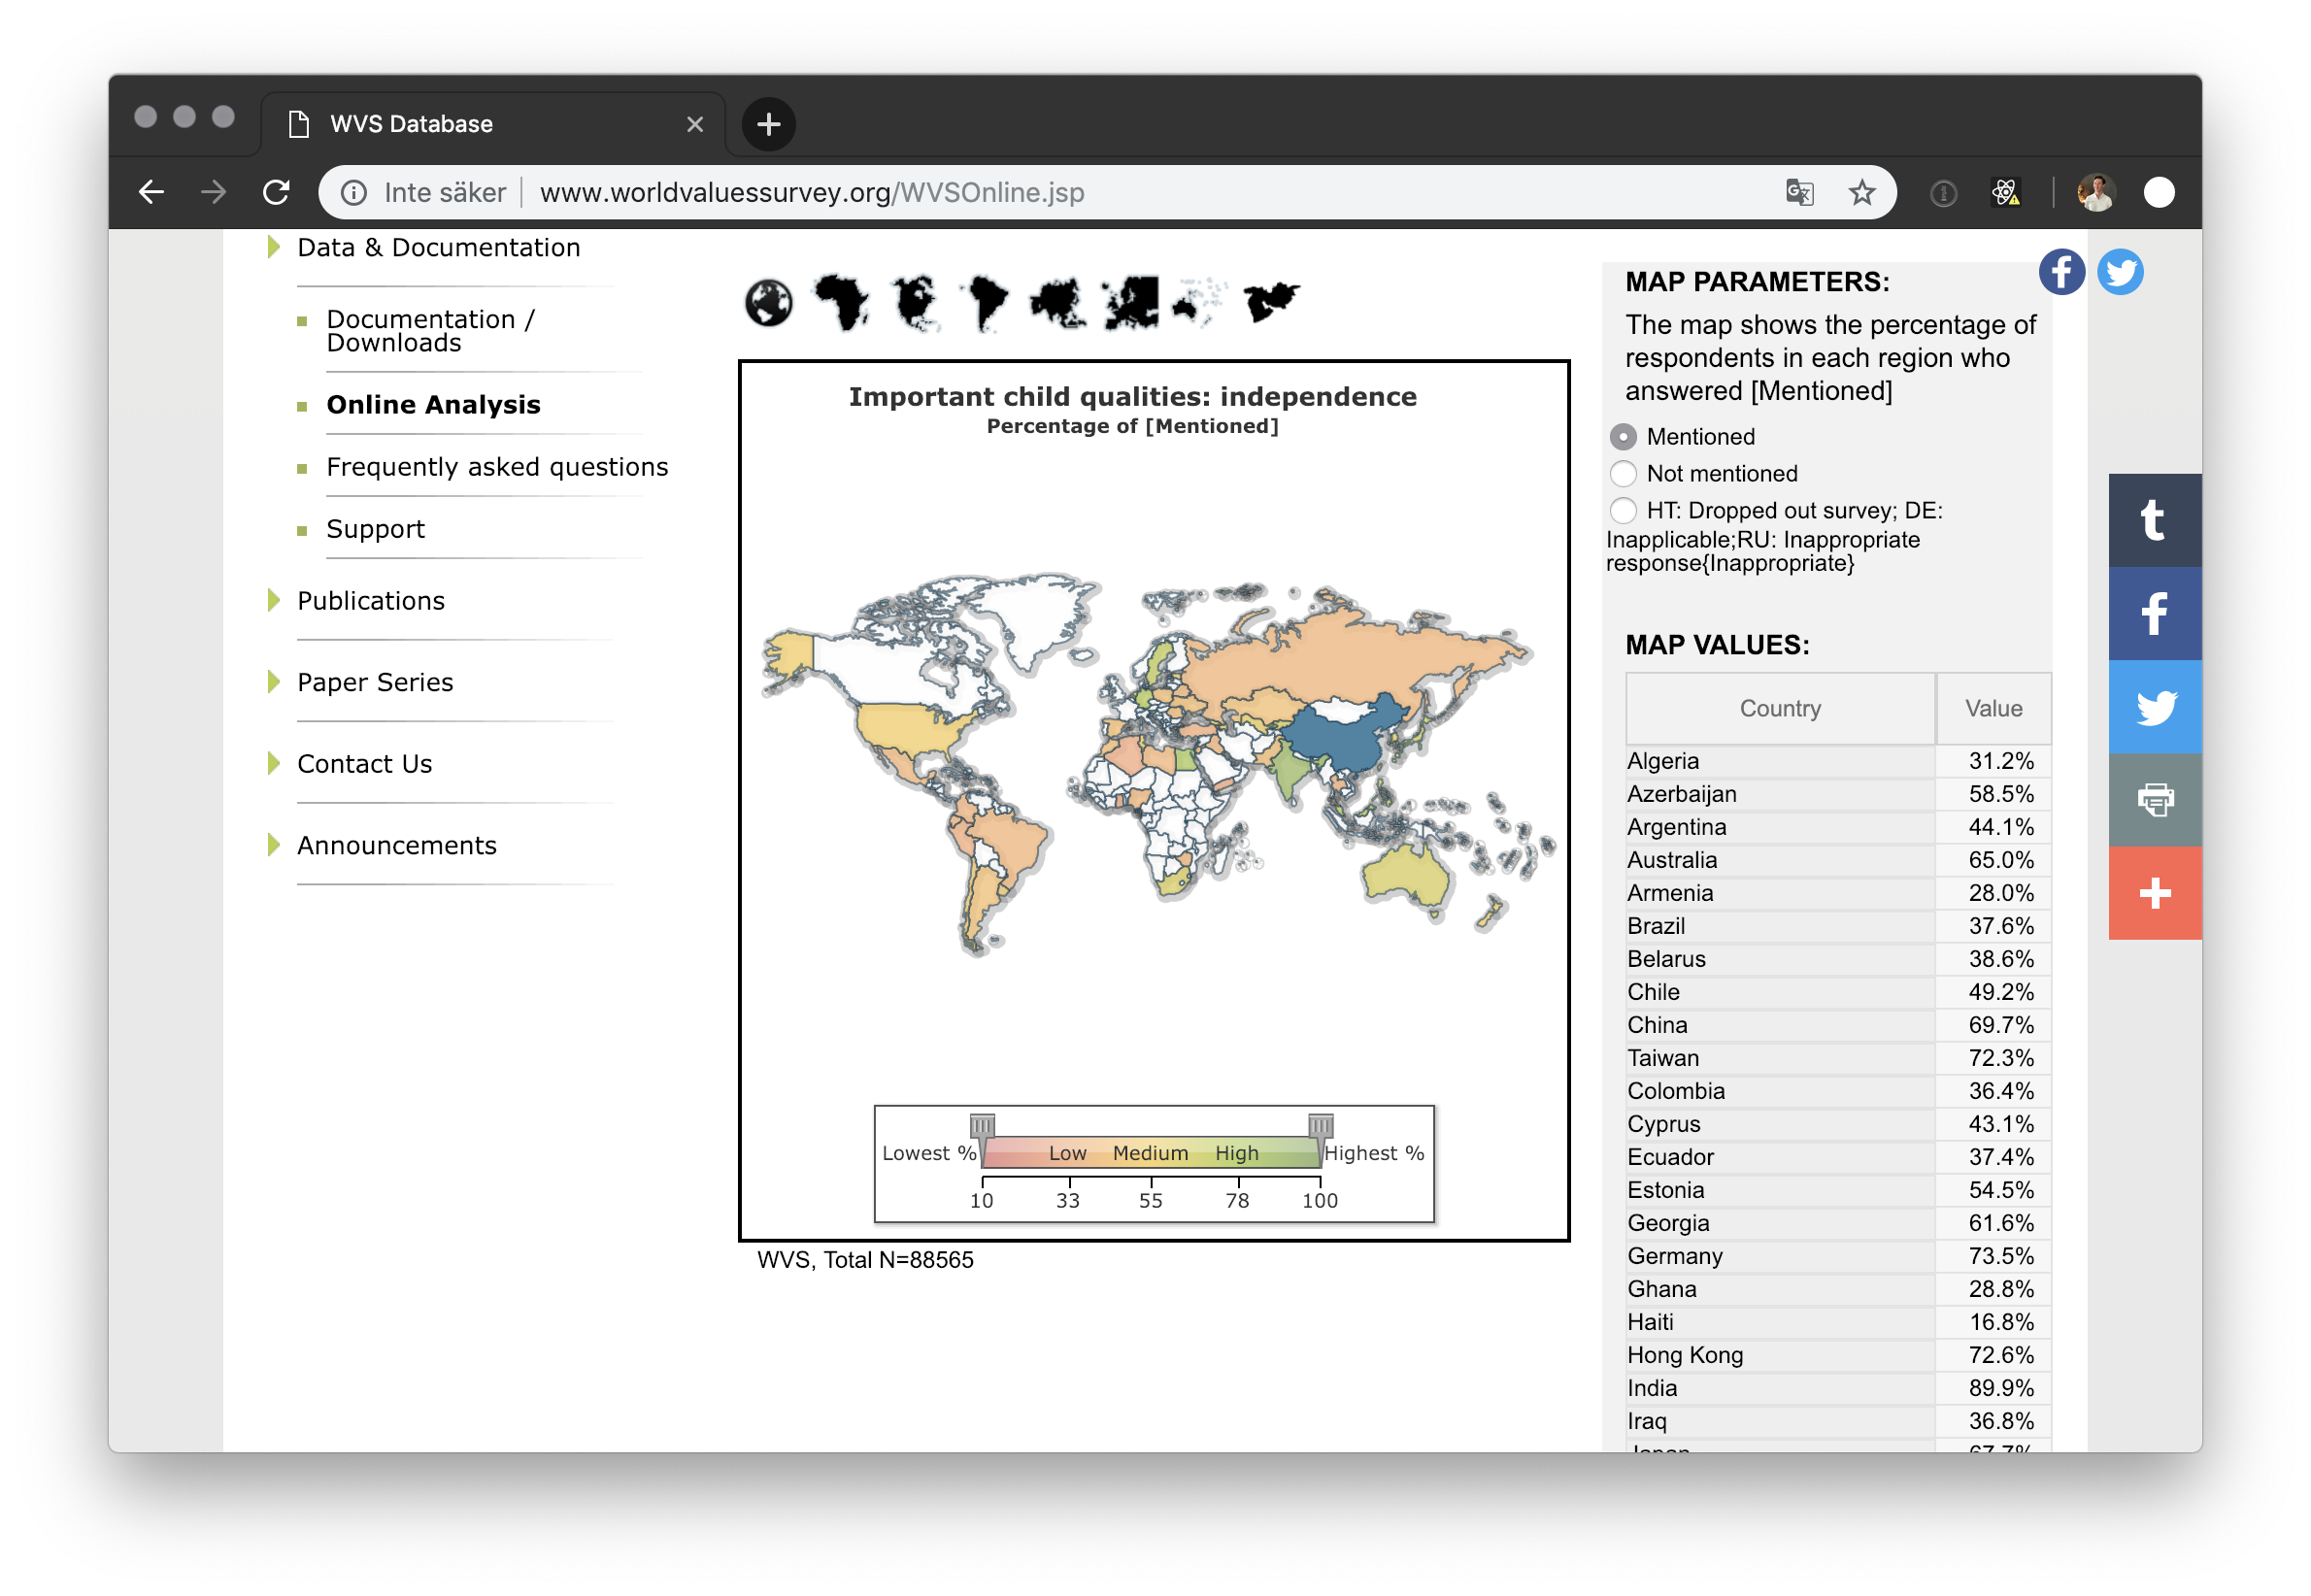 WVS Database
Inte säker
www.worldvaluessurvey.org/WVSOnline.jsp
Data & Documentation
Documentation /
Downloads
Online Analysis
Frequently asked questions
Support
Publications
Paper Series
Contact Us
Announcements
Important child qualities: independence
Percentage of [Mentioned]
Lowest %
Low
Medium
High
Highest %
10
33
55
78
100
WVS, Total N=88565
MAP PARAMETERS:
The map shows the percentage of
respondents in each region who
answered [Mentioned]
Mentioned
Not mentioned
HT: Dropped out survey; DE:
Inapplicable;RU: Inappropriate
response{Inappropriate}
MAP VALUES:
Country Value
Algeria 31.2%
Azerbaijan 58.5%
Argentina 44.1%
Australia 65.0%
Armenia 28.0%
Brazil 37.6%
Belarus 38.6%
Chile 49.2%
China 69.7%
Taiwan 72.3%
Colombia 36.4%
Cyprus 43.1%
Ecuador 37.4%
Estonia 54.5%
Georgia 61.6%
Germany 73.5%
Ghana 28.8%
Haiti 16.8%
Hong Kong 72.6%
India 89.9%
Iraq 36.8%
Japan